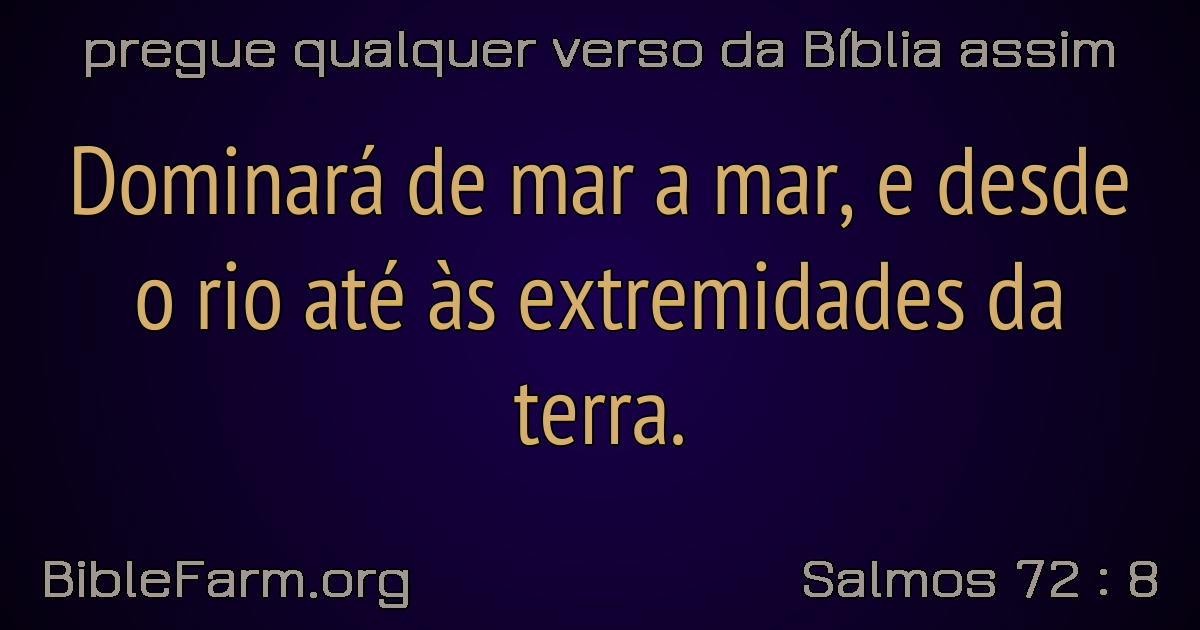 pregue qualquer verso da Bíblia assim
Dominará de mar a mar, e desde
o rio até às extremidades da
terra.
BibleFarm.org
Salmos 72 : 8